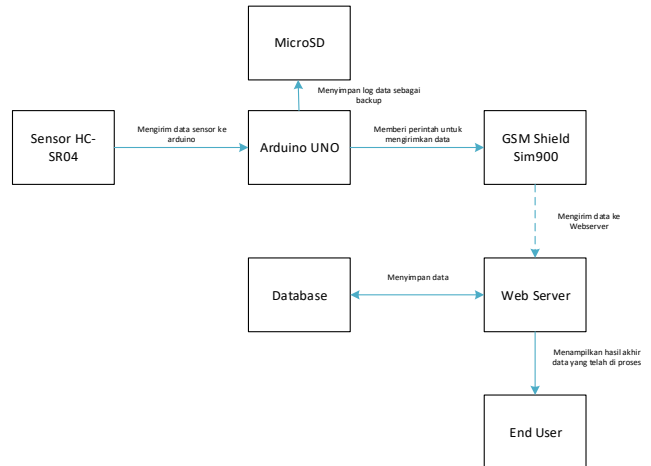 MicroSD
Menyimpan log data sebagai
backup
Sensor HC-
SR04
Mengirim data sensor ke
arduino
Arduino UNO
Memberi perintah untuk
mengirimkan data
GSM Shield
Sim900
Mengirim data ke
Webserver
Database
Menyimpan data
Web Server
Menampilkan hasil akhir
data yang telah di proses
End User